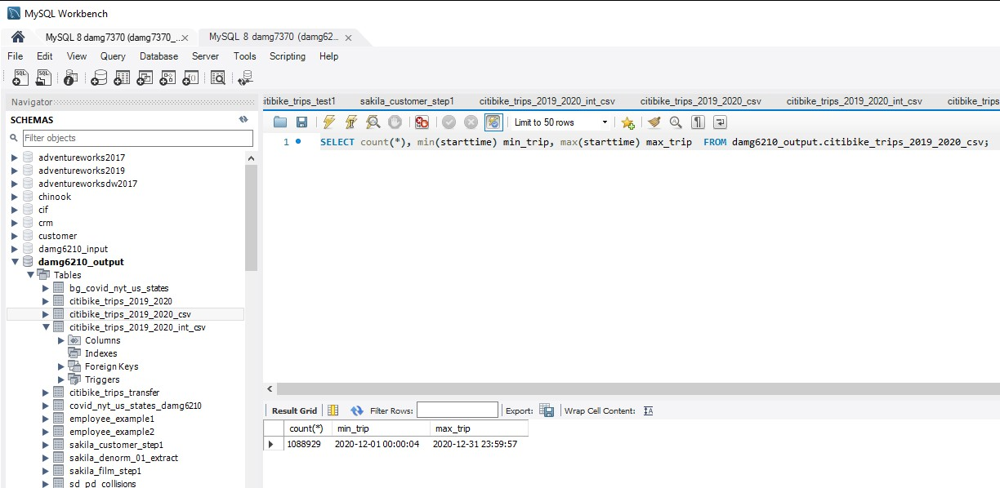 MySQL Workbench
MySQL 8 damg7370 (damg7370_...
MySQL 8 damg7370 (damg62...
File Edit View Query Database Server Tools Scripting Help
Navigator
itibike_trips_test1 sakila_customer_step1 citibike_trips_2019_2020_int_csv citibike_trips_2019_2020_csv citibike_trips_2019_2020_int_csv citibike_trips
SCHEMAS
Limit to 50 rows
Filter objects
1 SELECT count(*), min(starttime) min_trip, max(starttime) max_trip FROM damg6210_output.citibike_trips_2019_2020_csv;
adventureworks2017
adventureworks2019
adventureworksdw2017
chinook
cif
crm
customer
damg6210_input
damg6210_output
Tables
bg_covid_nyt_us_states
citibike_trips_2019_2020
citibike_trips_2019_2020_csv
citibike_trips_2019_2020_int_csv
Columns
Indexes
Foreign Keys
Triggers
citibike_trips_transfer
covid_nyt_us_states_damg6210
employee_example1
employee_example2
sakila_customer_step1
sakila_denorm_01_extract
sakila_film_step1
sd_pd_collisions
Result Grid Filter Rows: Export: Wrap Cell Content:
count(*) min_trip max_trip
1088929 2020-12-01 00:00:04 2020-12-31 23:59:57